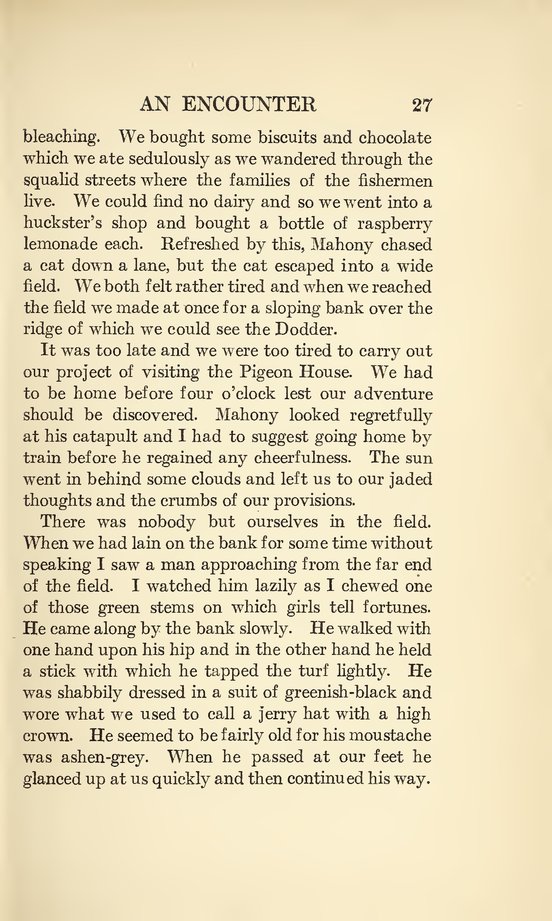 AN ENCOUNTER 27
bleaching. We bought some biscuits and chocolate
which we ate sedulously as we wandered through the
squalid streets where the families of the fishermen
live. We could find no dairy and so we went into a
huckster's shop and bought a bottle of raspberry
lemonade each. Refreshed by this, Mahony chased
a cat down a lane, but the cat escaped into a wide
field. We both felt rather tired and when we reached
the field we made at once for a sloping bank over the
ridge of which we could see the Dodder.
It was too late and we were too tired to carry out
our project of visiting the Pigeon House. We had
to be home before four o'clock lest our adventure
should be discovered. Mahony looked regretfully
at his catapult and I had to suggest going home by
train before he regained any cheerfulness. The sun
went in behind some clouds and left us to our jaded
thoughts and the crumbs of our provisions.
There was nobody but ourselves in the field.
When we had lain on the bank for some time without
speaking I saw a man approaching from the far end
of the field. I watched him lazily as I chewed one
of those green stems on which girls tell fortunes.
He came along by the bank slowly. He walked with
one hand upon his hip and in the other hand he held
a stick with which he tapped the turf lightly. He
was shabbily dressed in a suit of greenish-black and
wore what we used to call a jerry hat with a high
crown. He seemed to be fairly old for his moustache
was ashen-grey. When he passed at our feet he
glanced up at us quickly and then continued his way.